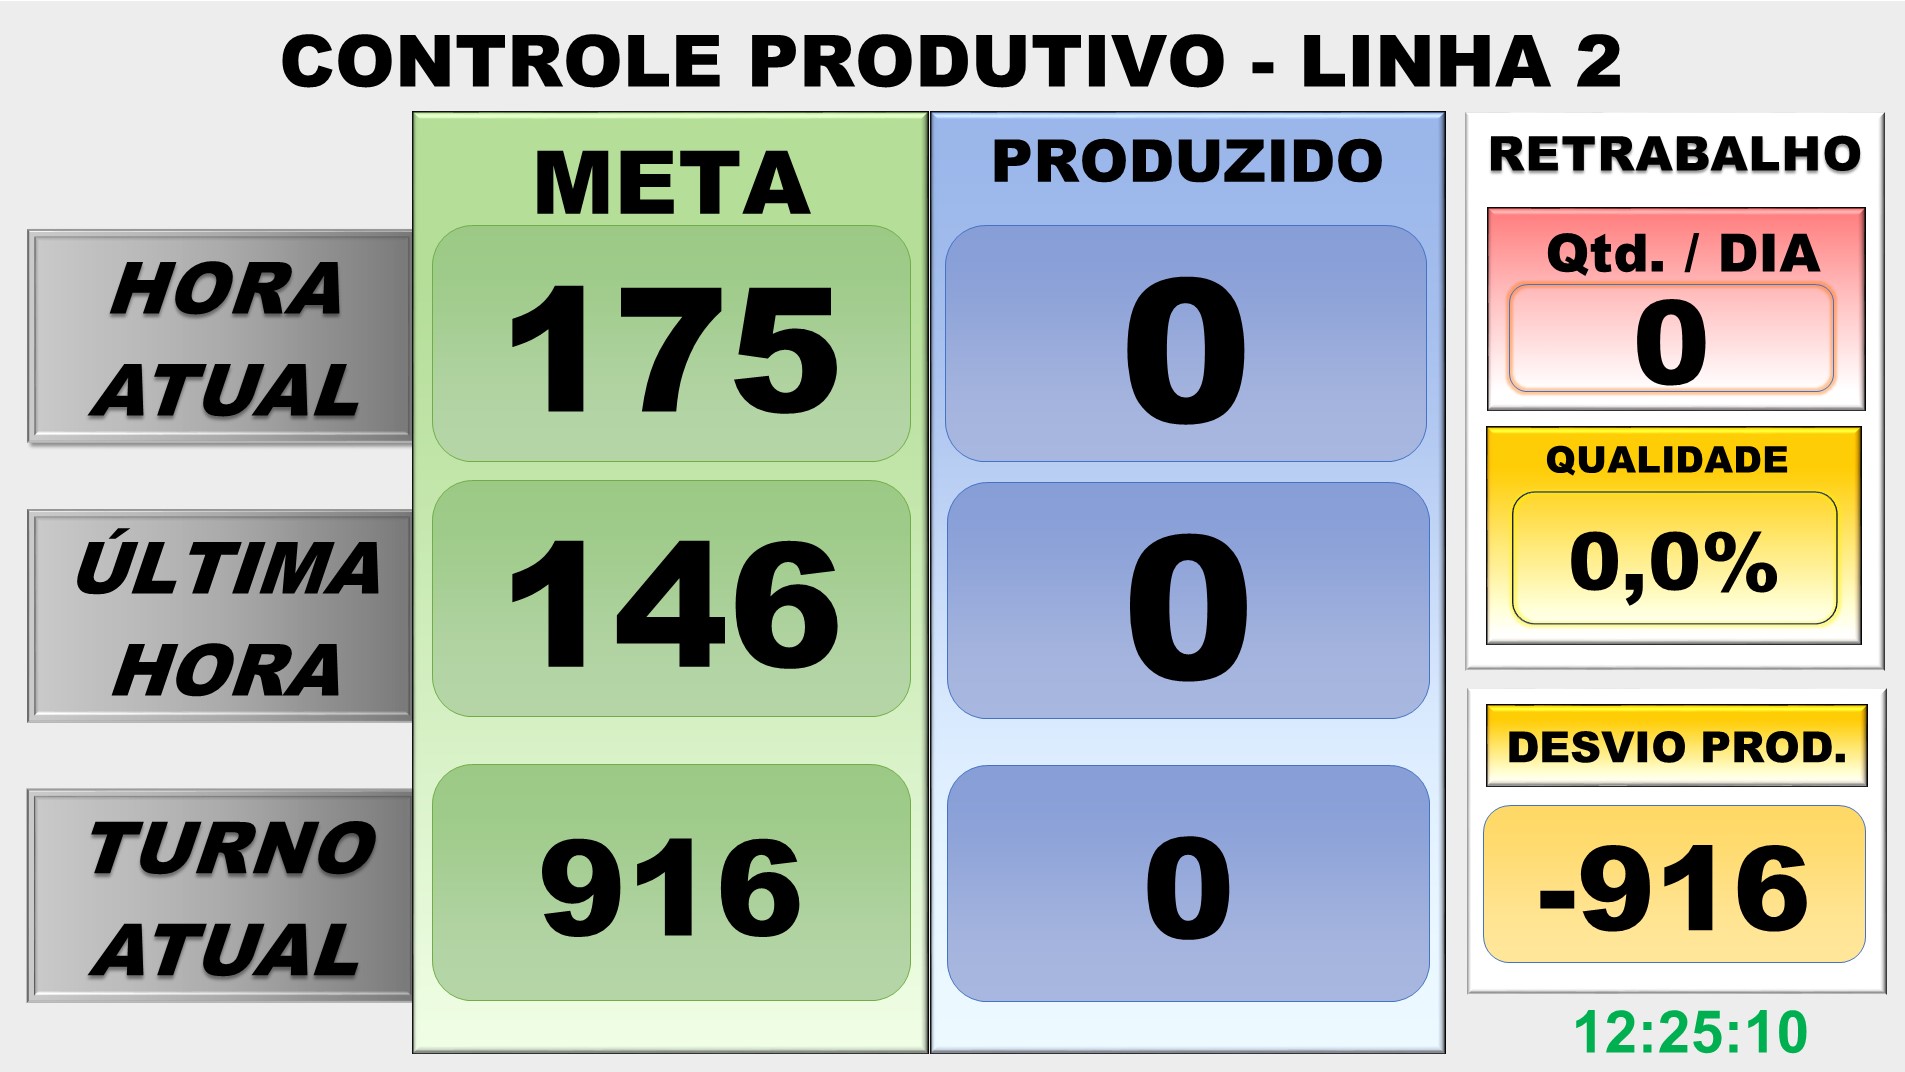 CONTROLE PRODUTIVO - LINHA 2
META
PRODUZIDO
RETRABALHO
HORA
ATUAL
175
0
Qtd. / DIA
0
QUALIDADE
0,0%
ÚLTIMA
HORA
146
0
TURNO
ATUAL
916
0
DESVIO PROD.
-916
12:25:10